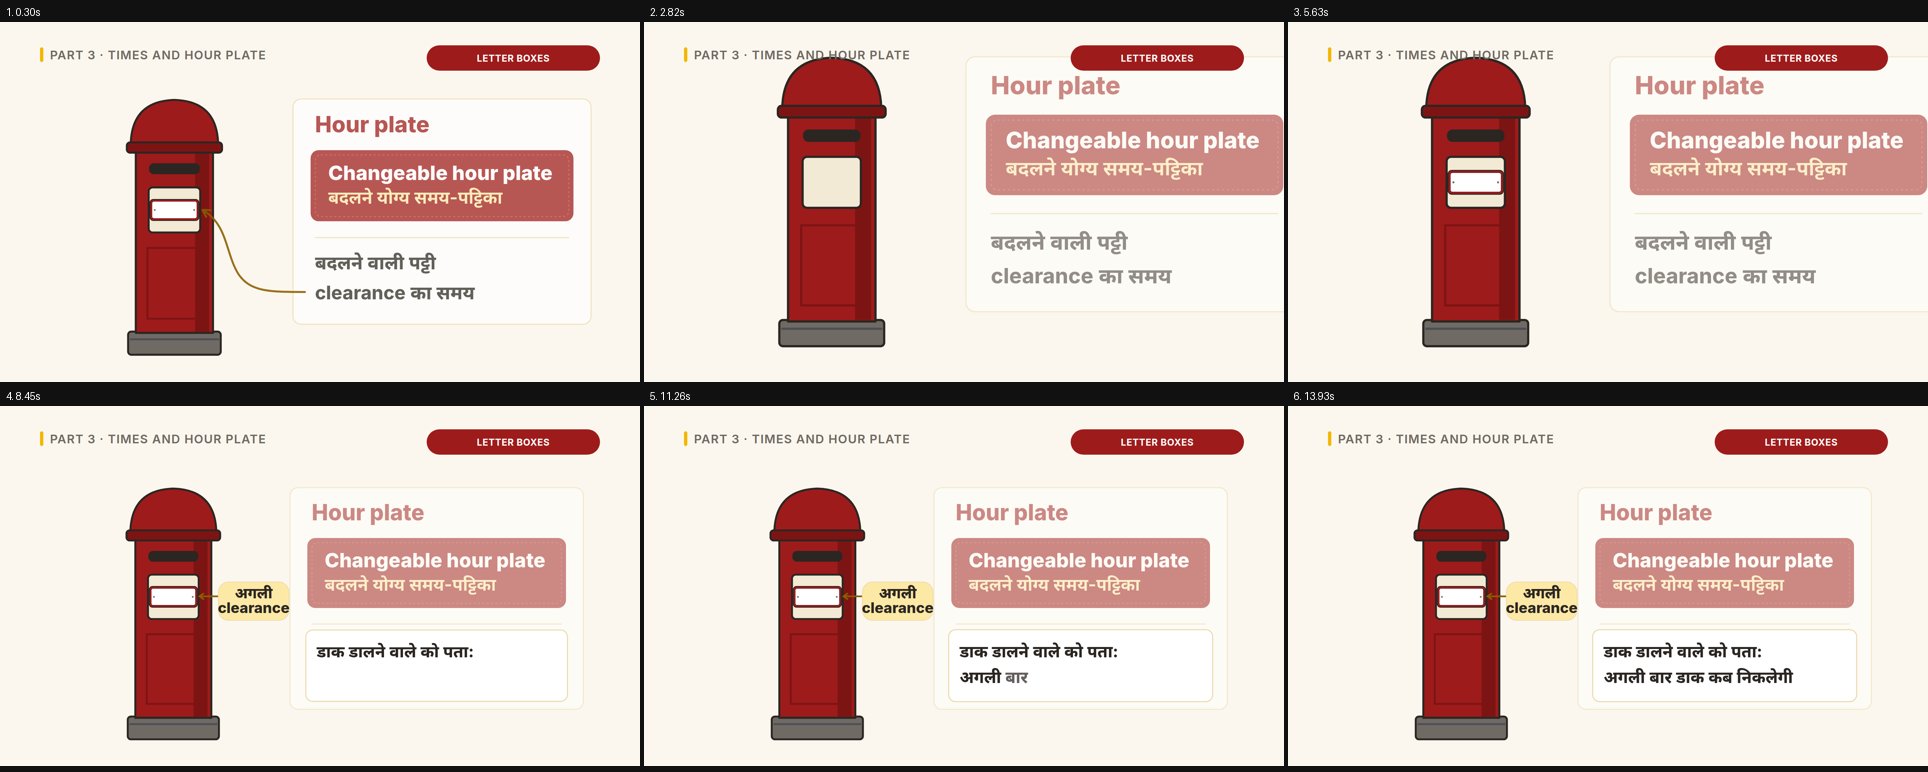 1. 0.30s
PART 3 · TIMES AND HOUR PLATE
LETTER BOXES
Hour plate
Changeable hour plate
बदलने योग्य समय-पट्टिका
बदलने वाली पट्टी
clearance का समय
2. 2.82s
PART 3 · TIMES AND HOUR PLATE
LETTER BOXES
Hour plate
Changeable hour plate
बदलने योग्य समय-पट्टिका
बदलने वाली पट्टी
clearance का समय
3. 5.63s
PART 3 · TIMES AND HOUR PLATE
LETTER BOXES
Hour plate
Changeable hour plate
बदलने योग्य समय-पट्टिका
बदलने वाली पट्टी
clearance का समय
4. 8.45s
PART 3 · TIMES AND HOUR PLATE
LETTER BOXES
Hour plate
Changeable hour plate
बदलने योग्य समय-पट्टिका
अगली
clearance
डाक डालने वाले को पता:
5. 11.26s
PART 3 · TIMES AND HOUR PLATE
LETTER BOXES
Hour plate
Changeable hour plate
बदलने योग्य समय-पट्टिका
अगली
clearance
डाक डालने वाले को पता:
अगली बार
6. 13.93s
PART 3 · TIMES AND HOUR PLATE
LETTER BOXES
Hour plate
Changeable hour plate
बदलने योग्य समय-पट्टिका
अगली
clearance
डाक डालने वाले को पता:
अगली बार डाक कब निकलेगी